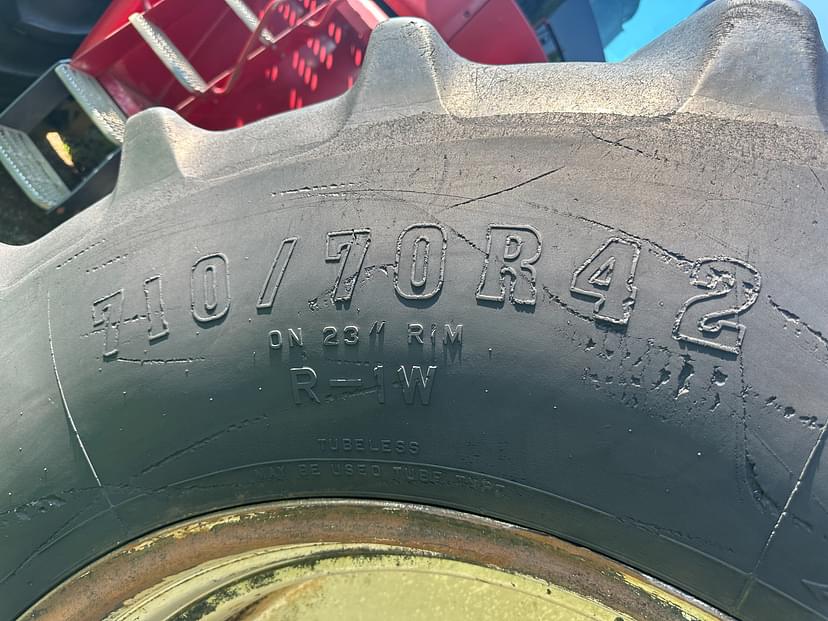 710/70R42
ON 23" RIM
R-1W
TUBELESS
MAY BE USED TUBE TYPE